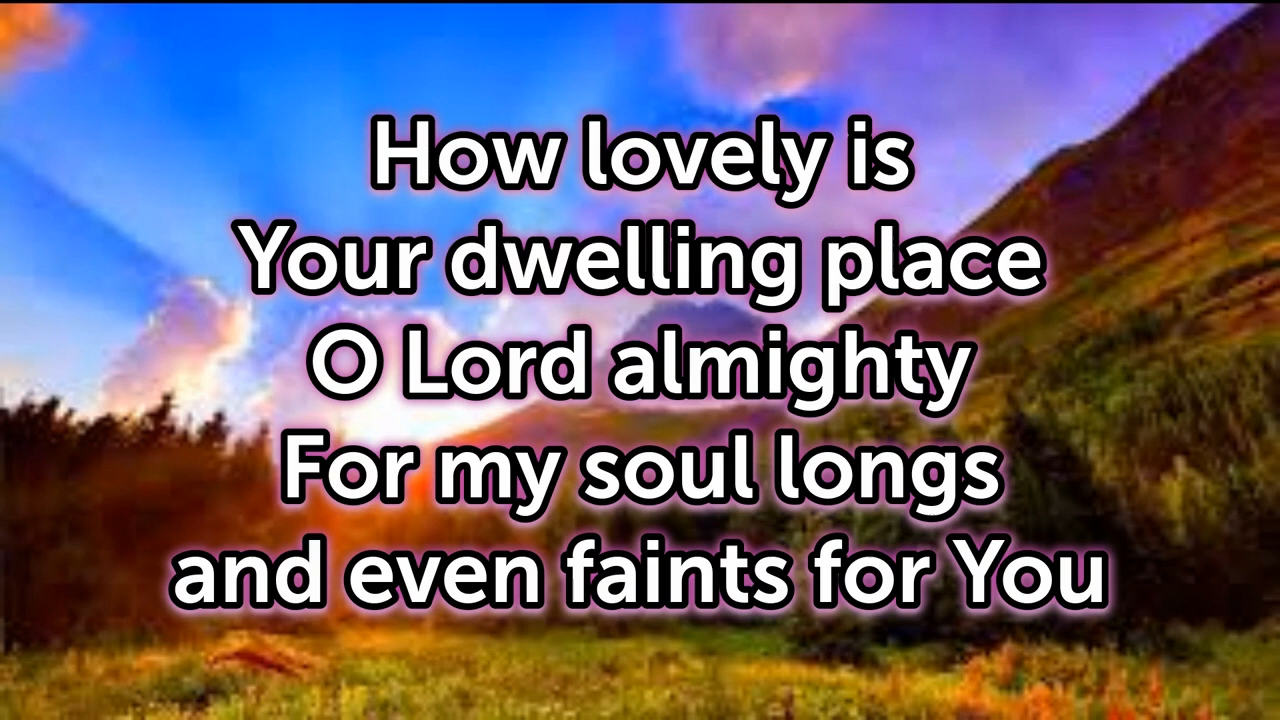 How lovely is
Your dwelling place
O Lord almighty
For my soul longs
and even faints for You